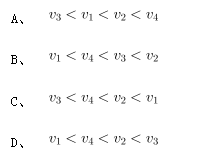 A、 v₃ < v₁ < v₂ < v₄
B、 v₁ < v₄ < v₃ < v₂
C、 v₃ < v₄ < v₂ < v₁
D、 v₁ < v₄ < v₂ < v₃